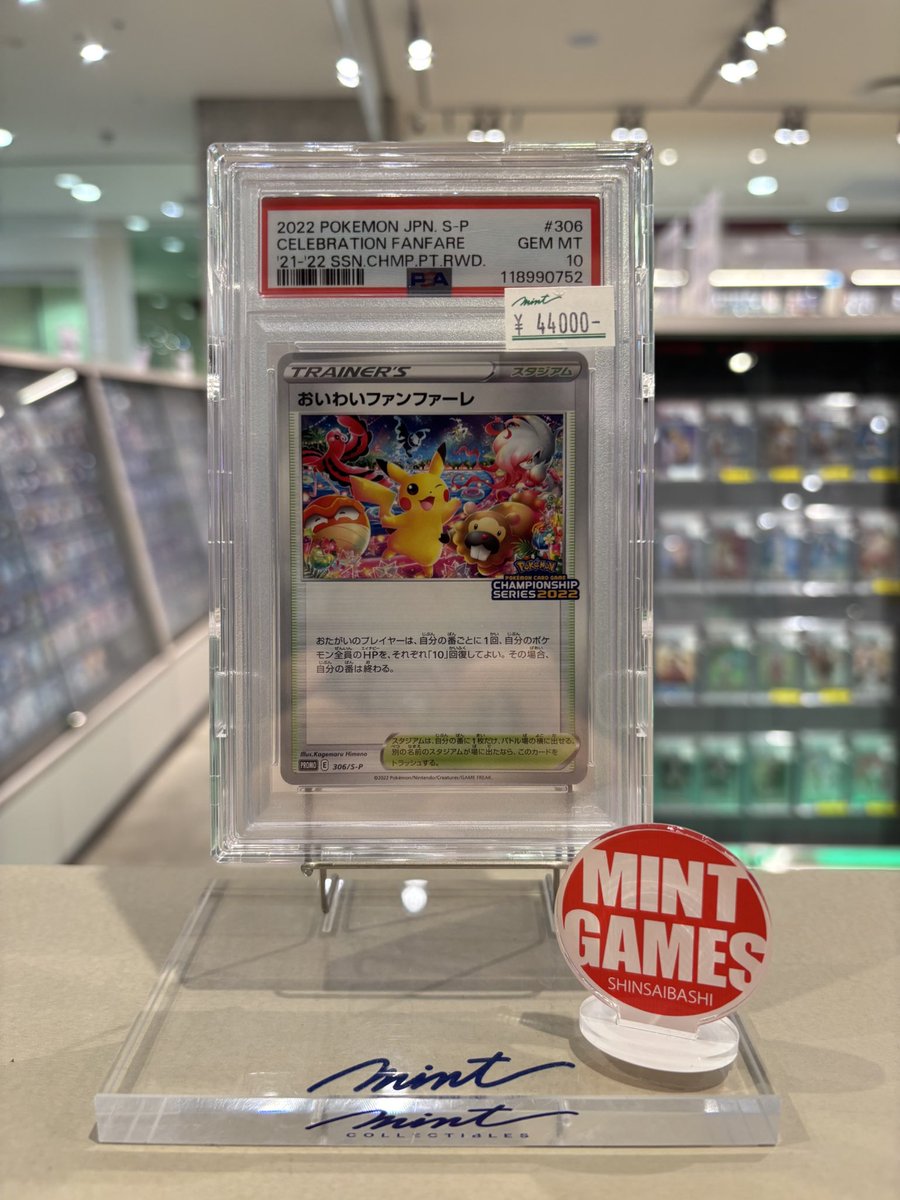 2022 POKEMON JPN. S-P #306
CELEBRATION FANFARE GEM MT
'21-'22 SSN.CHMP.PT.RWD. 10
PSA 118990752
mint
¥ 44000-
TRAINER'S スタジアム
おいわいファンファーレ
POKÉMON
POKÉMON CARD GAME
CHAMPIONSHIP
SERIES 2022
おたがいのプレイヤーは、自分の番ごとに1回、自分のポケ
モン全員のHPを、それぞれ「10」回復してよい。その場合、
自分の番は終わる。
スタジアムは、自分の番に1枚だけ、バトル場の横に出せる。
別の名前のスタジアムが場に出たなら、このカードを
トラッシュする。
Illus.Kagemaru Himeno
PROMO E 306/S-P
©2022 Pokémon/Nintendo/Creatures/GAME FREAK.
MINT
GAMES
SHINSAIBASHI
mint
mint
COLLECTIBLES